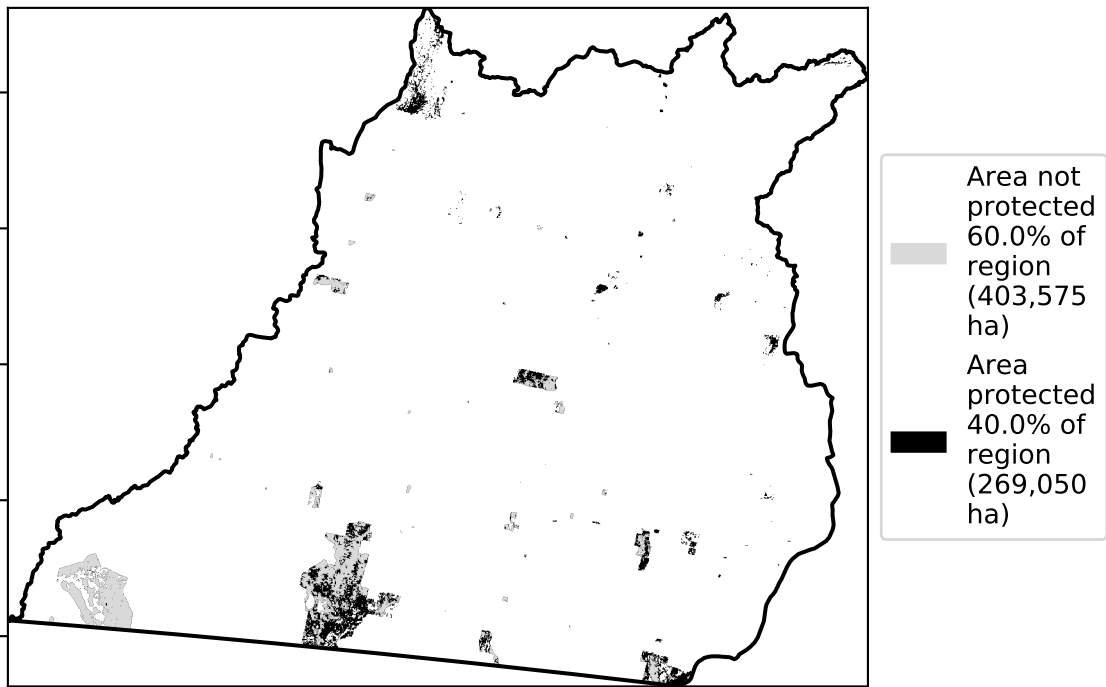 Area not
protected
60.0% of
region
(403,575
ha)
Area
protected
40.0% of
region
(269,050
ha)